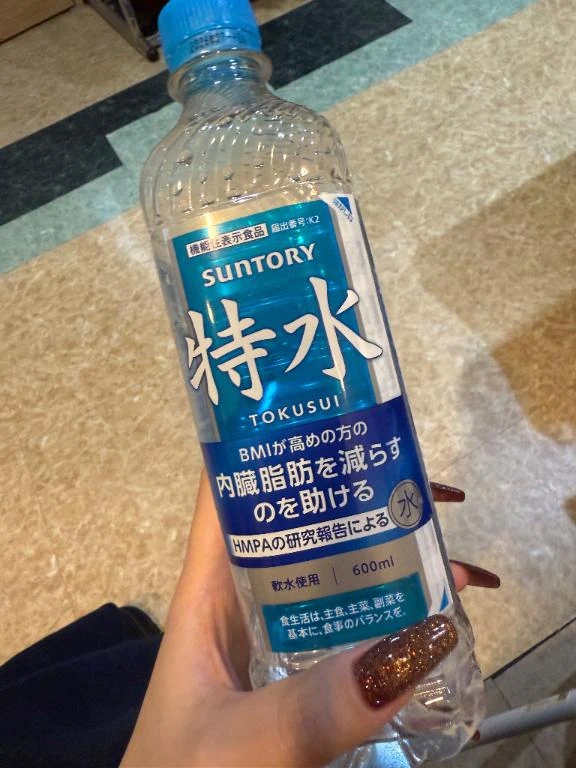 機能性表示食品 届出番号:K2
SUNTORY
特水
TOKUSUI
BMIが高めの方の
内臓脂肪を減らす
のを助ける
HMPAの研究報告による
水
軟水使用 | 600ml
食生活は、主食、主菜、副菜を
基本に、食事のバランスを。